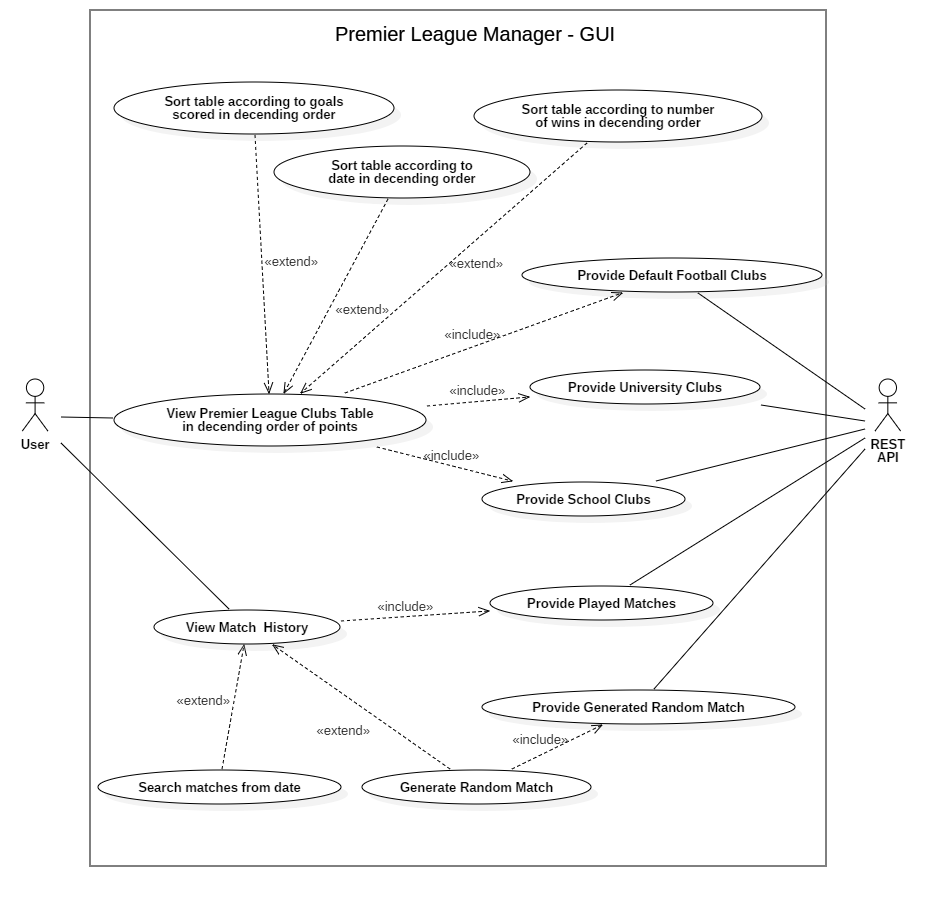 Premier League Manager - GUI
Sort table according to goals
scored in decending order
Sort table according to number
of wins in decending order
Sort table according to
date in decending order
«extend»
«extend»
«extend»
Provide Default Football Clubs
«include»
Provide University Clubs
«include»
View Premier League Clubs Table
in decending order of points
User
REST
API
«include»
Provide School Clubs
Provide Played Matches
«include»
View Match  History
«extend»
Provide Generated Random Match
«extend»
«include»
Search matches from date
Generate Random Match